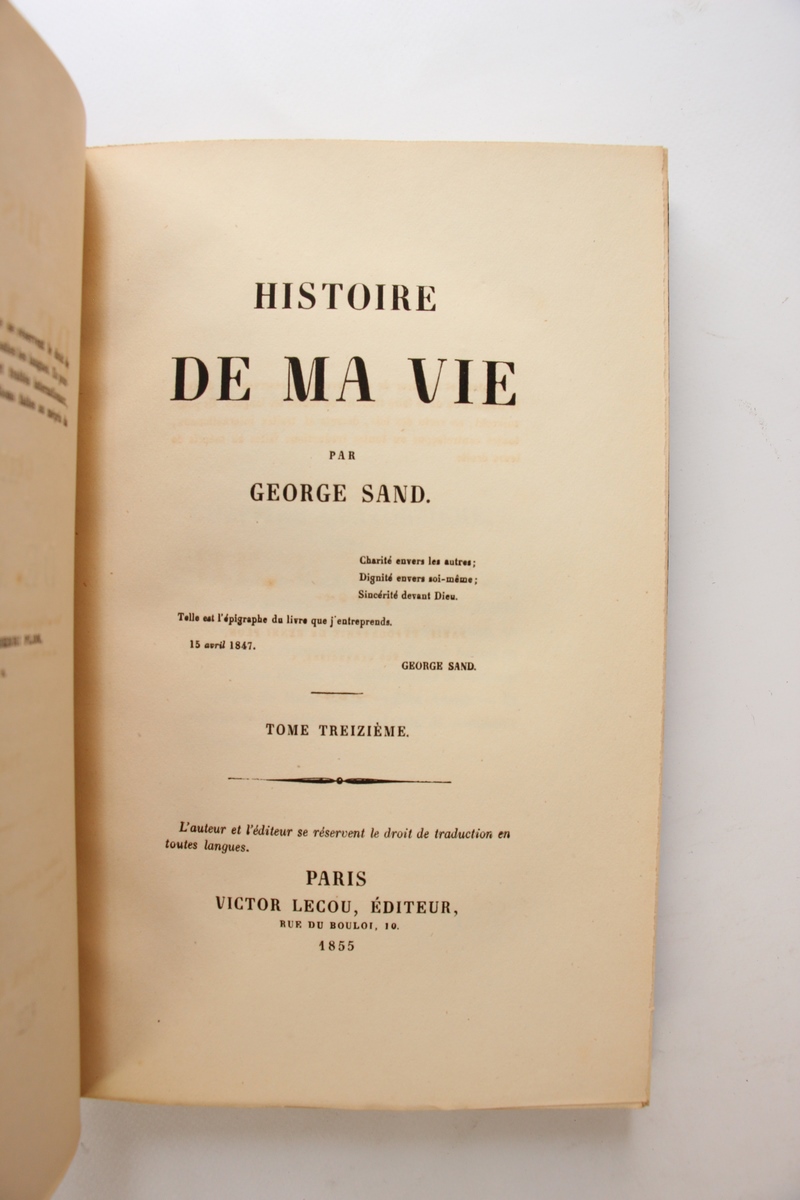 HISTOIRE
DE MA VIE
PAR
GEORGE SAND.
Charité envers les autres;
Dignité envers soi-même;
Sincérité devant Dieu.
Telle est l'épigraphe du livre que j'entreprends.
15 avril 1847.
GEORGE SAND.
TOME TREIZIÈME.
L'auteur et l'éditeur se réservent le droit de traduction en
toutes langues.
PARIS
VICTOR LECOU, ÉDITEUR,
RUE DU BOULOI, 10.
1855